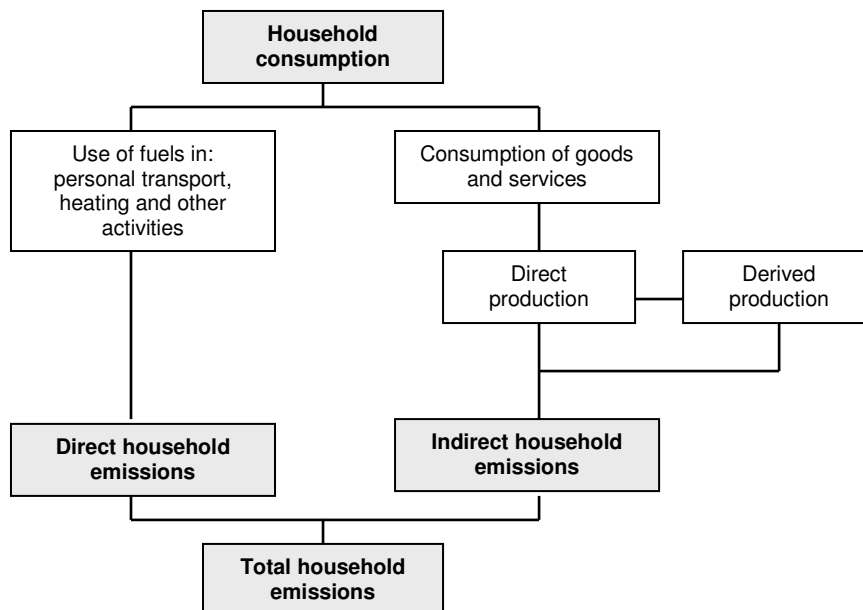 Household
consumption
Use of fuels in:
personal transport,
heating and other
activities
Consumption of goods
and services
Direct
production
Derived
production
Direct household
emissions
Indirect household
emissions
Total household
emissions